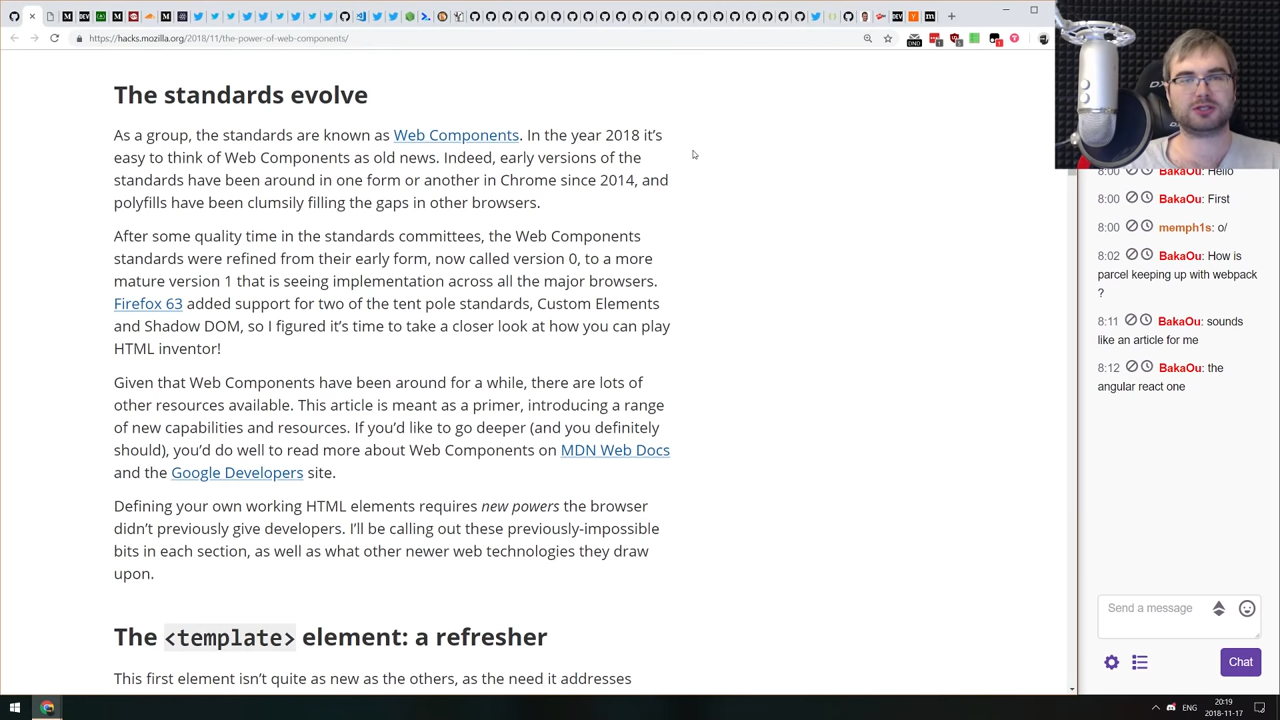 https://hacks.mozilla.org/2018/11/the-power-of-web-components/
The standards evolve
As a group, the standards are known as Web Components. In the year 2018 it’s
easy to think of Web Components as old news. Indeed, early versions of the
standards have been around in one form or another in Chrome since 2014, and
polyfills have been clumsily filling the gaps in other browsers.
After some quality time in the standards committees, the Web Components
standards were refined from their early form, now called version 0, to a more
mature version 1 that is seeing implementation across all the major browsers.
Firefox 63 added support for two of the tent pole standards, Custom Elements
and Shadow DOM, so I figured it’s time to take a closer look at how you can play
HTML inventor!
Given that Web Components have been around for a while, there are lots of
other resources available. This article is meant as a primer, introducing a range
of new capabilities and resources. If you’d like to go deeper (and you definitely
should), you’d do well to read more about Web Components on MDN Web Docs
and the Google Developers site.
Defining your own working HTML elements requires new powers the browser
didn’t previously give developers. I’ll be calling out these previously-impossible
bits in each section, as well as what other newer web technologies they draw
upon.
The <template> element: a refresher
This first element isn’t quite as new as the others, as the need it addresses
8:00 BakaOu: Hello
8:00 BakaOu: First
8:00 memph1s: o/
8:02 BakaOu: How is
parcel keeping up with webpack
?
8:11 BakaOu: sounds
like an article for me
8:12 BakaOu: the
angular react one
Send a message
Chat
ENG
20:19
2018-11-17